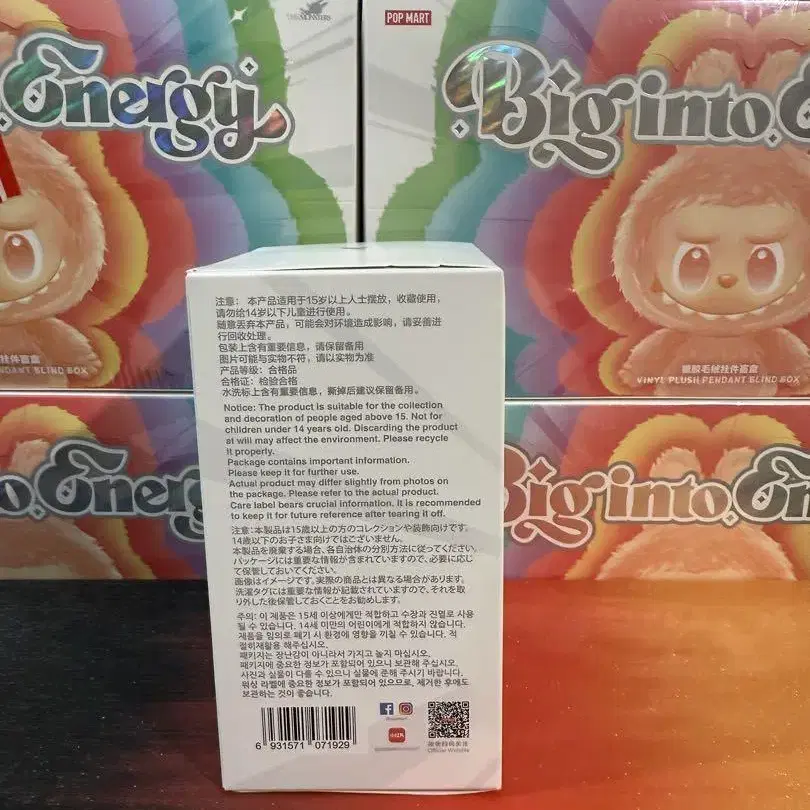 THE MONSTERS
POP MART
Energy
Big into
PENDANT BLIND BOX
搪胶毛绒挂件盲盒
VINYL PLUSH PENDANT BLIND BOX
注意: 本产品适用于15岁以上人士摆放, 收藏使用,
请勿给14岁以下儿童进行使用。
随意丢弃本产品, 可能会对环境造成影响, 请妥善进
行回收处理。
包装上含有重要信息, 请保留备用
图片可能与实物不符, 请以实物为准
产品等级: 合格品
合格证: 检验合格
水洗标上含有重要信息, 撕掉后建议保留备用。
Notice: The product is suitable for the collection
and decoration of people aged above 15. Not for
children under 14 years old. Discarding the product
at will may affect the environment. Please recycle
it properly.
Package contains important information.
Please keep it for further use.
Actual product may differ slightly from photos on
the package. Please refer to the actual product.
Care label bears crucial information. It is recommended
to keep it for future reference after tearing it off.
注意:本製品は15歳以上の方のコレクションや装飾向けです。
14歳以下のお子さま向けではございません。
本製品を廃棄する場合、各自治体の分別方法に従ってください。
パッケージには重要な情報が含まれていますので、必要に応じ
て保管しておいてください。
画像はイメージです。実際の商品とは異なる場合があります。
洗濯タグには重要な情報が記載されていますので、それを取
り外した後保管しておくことをお勧めします。
주의: 이 제품은 15세 이상에게만 적합하고 수장과 진열로 사용
될 수 있습니다. 14세 미만의 어린이에게 적합하지 않습니다.
제품을 임의로 폐기 시 환경에 영향을 끼칠 수 있습니다. 적
절히재활용 해주십시오.
패키지는 장난감이 아니라서 가지고 놀지 마십시오.
패키지에 중요한 정보가 포함되어 있으니 보관해 주십시오.
사진과 실물이 다를 수 있으니 실물에 준해 주시기 바랍니다.
워싱 라벨에 중요한 정보가 포함되어 있으므로, 제거한 후에도
보관하는 것이 좋습니다.
6 931571 071929
Official Website
Energy
Big into